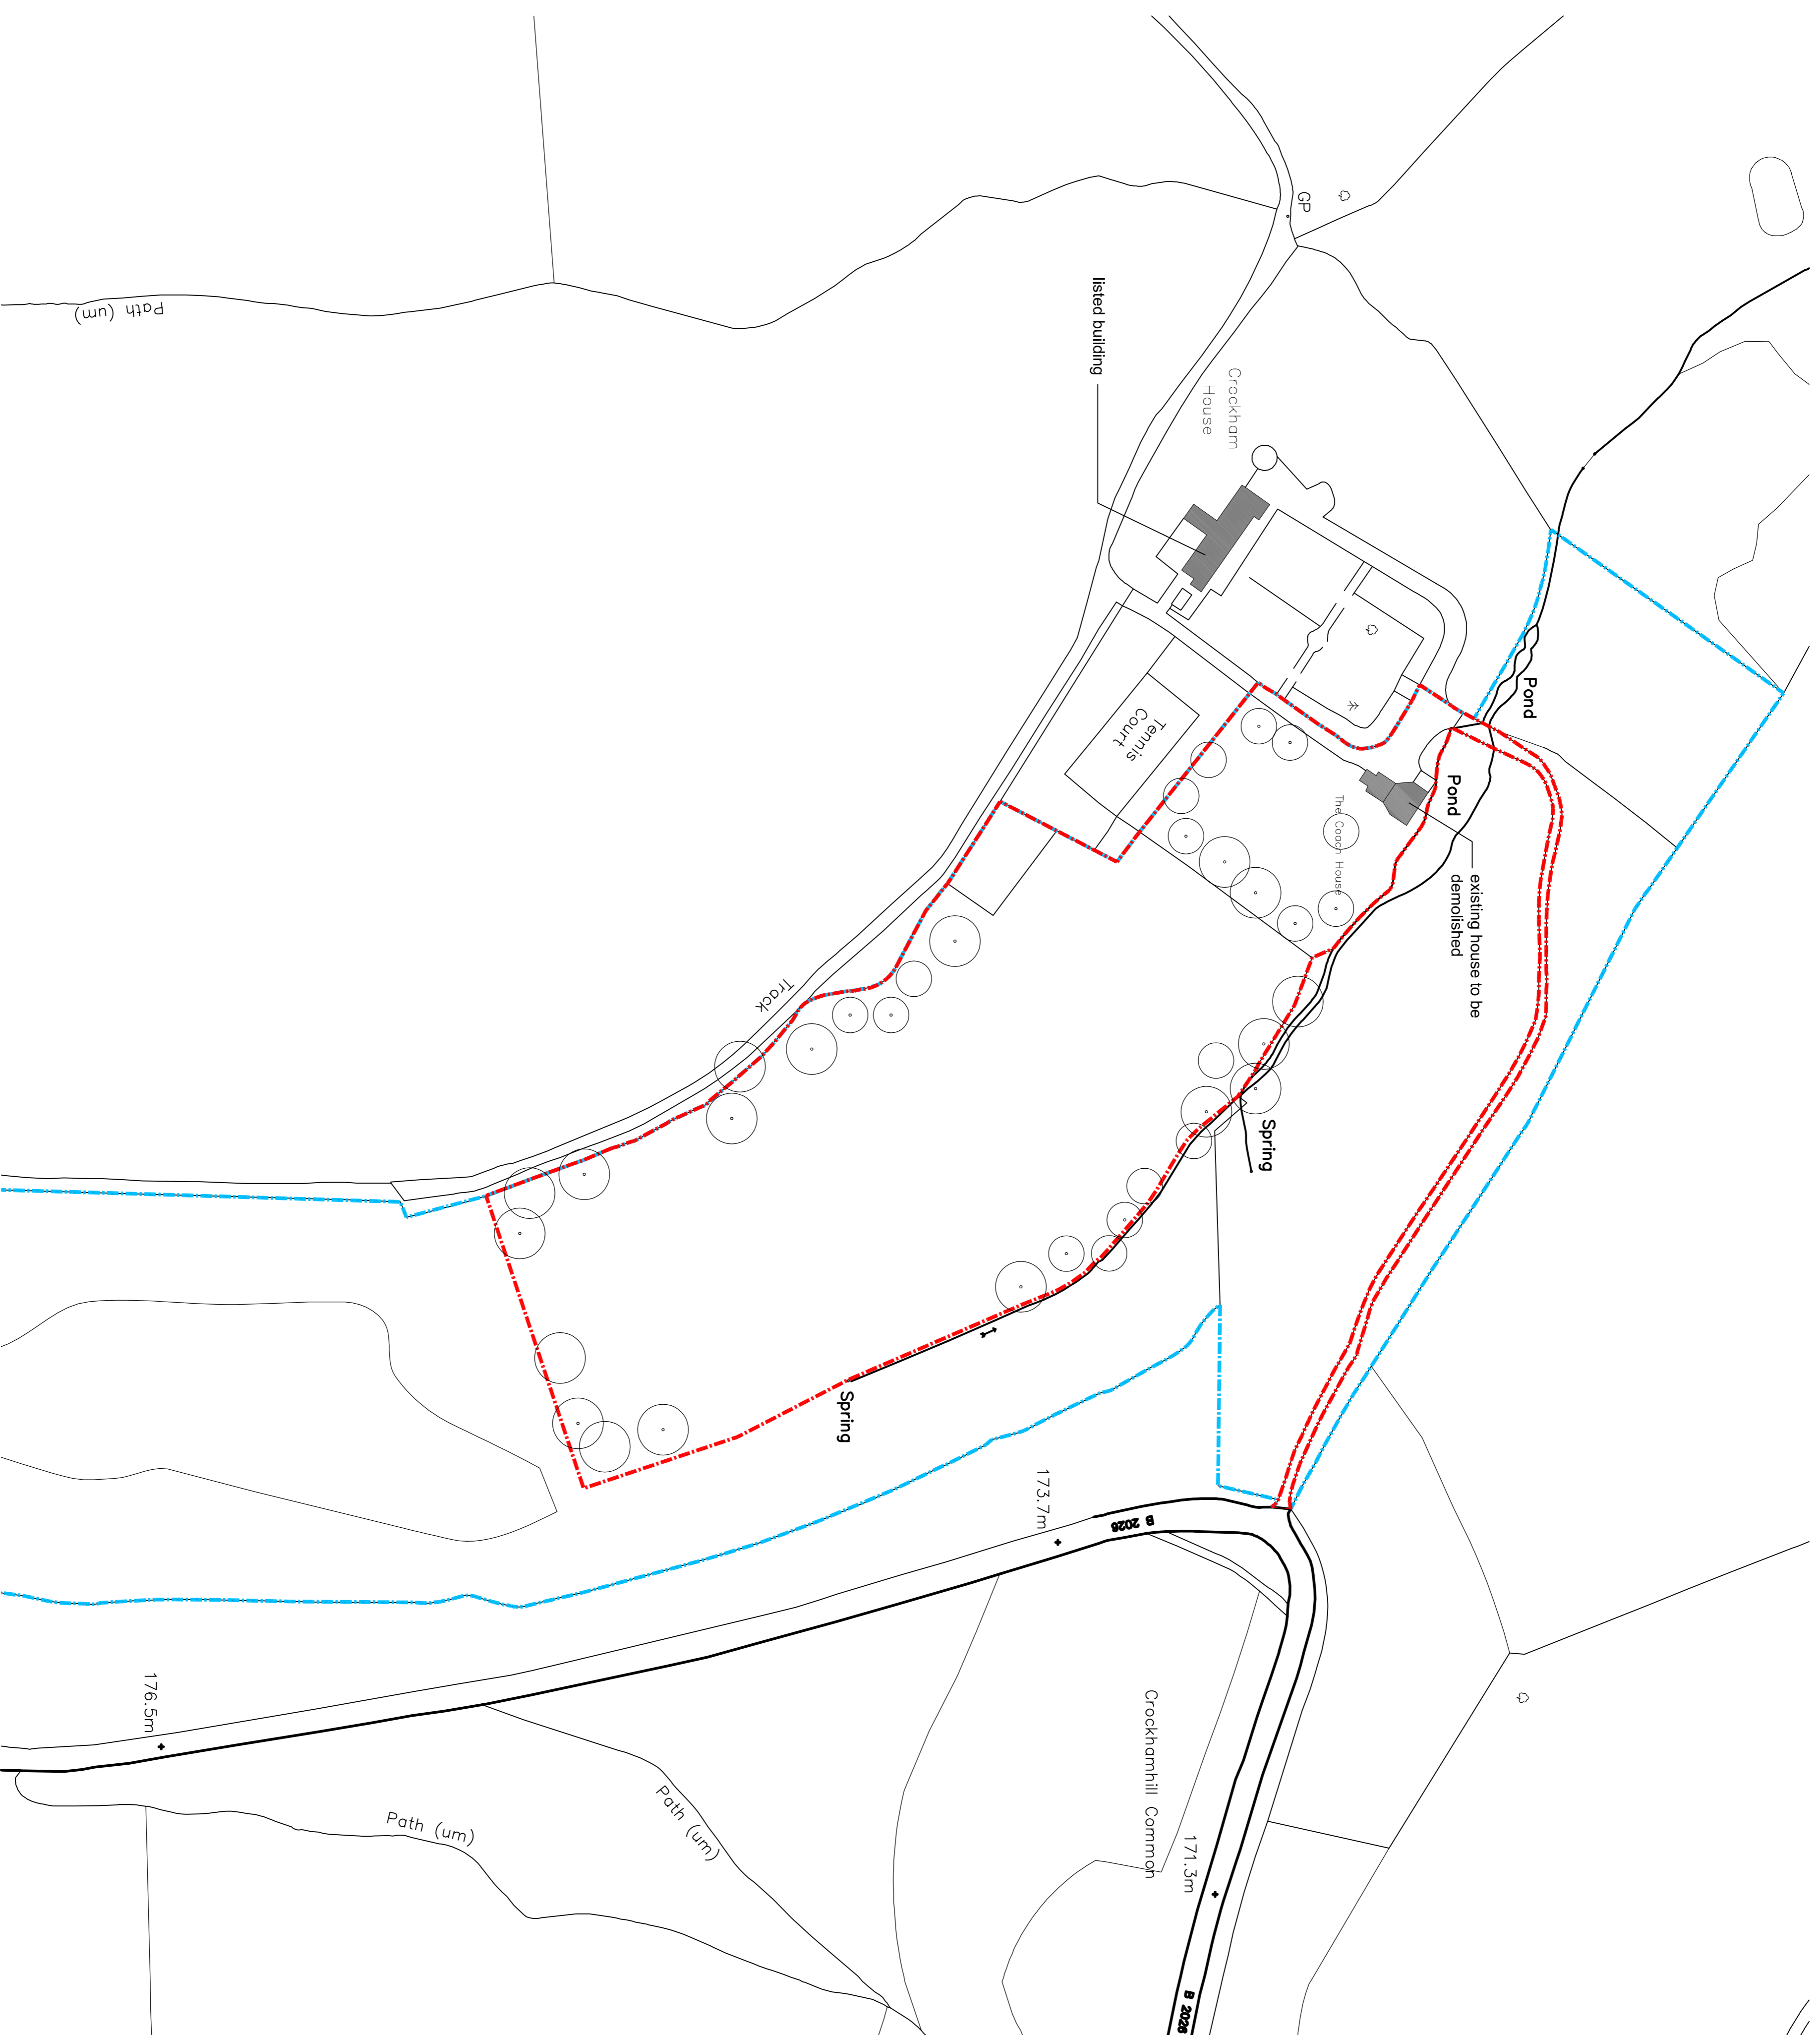 GP
Path (um)
listed building
Crockham
House
Pond
Tennis
Court
Pond
The Coach House
existing house to be
demolished
Track
Spring
Spring
173.7m
B 2026
176.5m
Crockhamhill Common
Path (um)
Path (um)
171.3m
B 2026